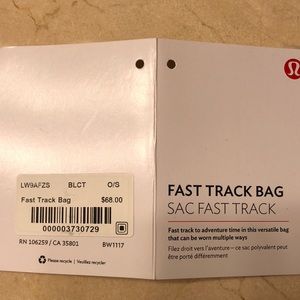 LW9AFZS BLCT O/S
Fast Track Bag $68.00
000003730729
RN 106259 / CA 35801 BW1117
Please recycle | Veuillez recycler
FAST TRACK BAG
SAC FAST TRACK
Fast track to adventure time in this versatile bag
that can be worn multiple ways
Filez droit vers l'aventure – ce sac polyvalent peut
être porté différemment